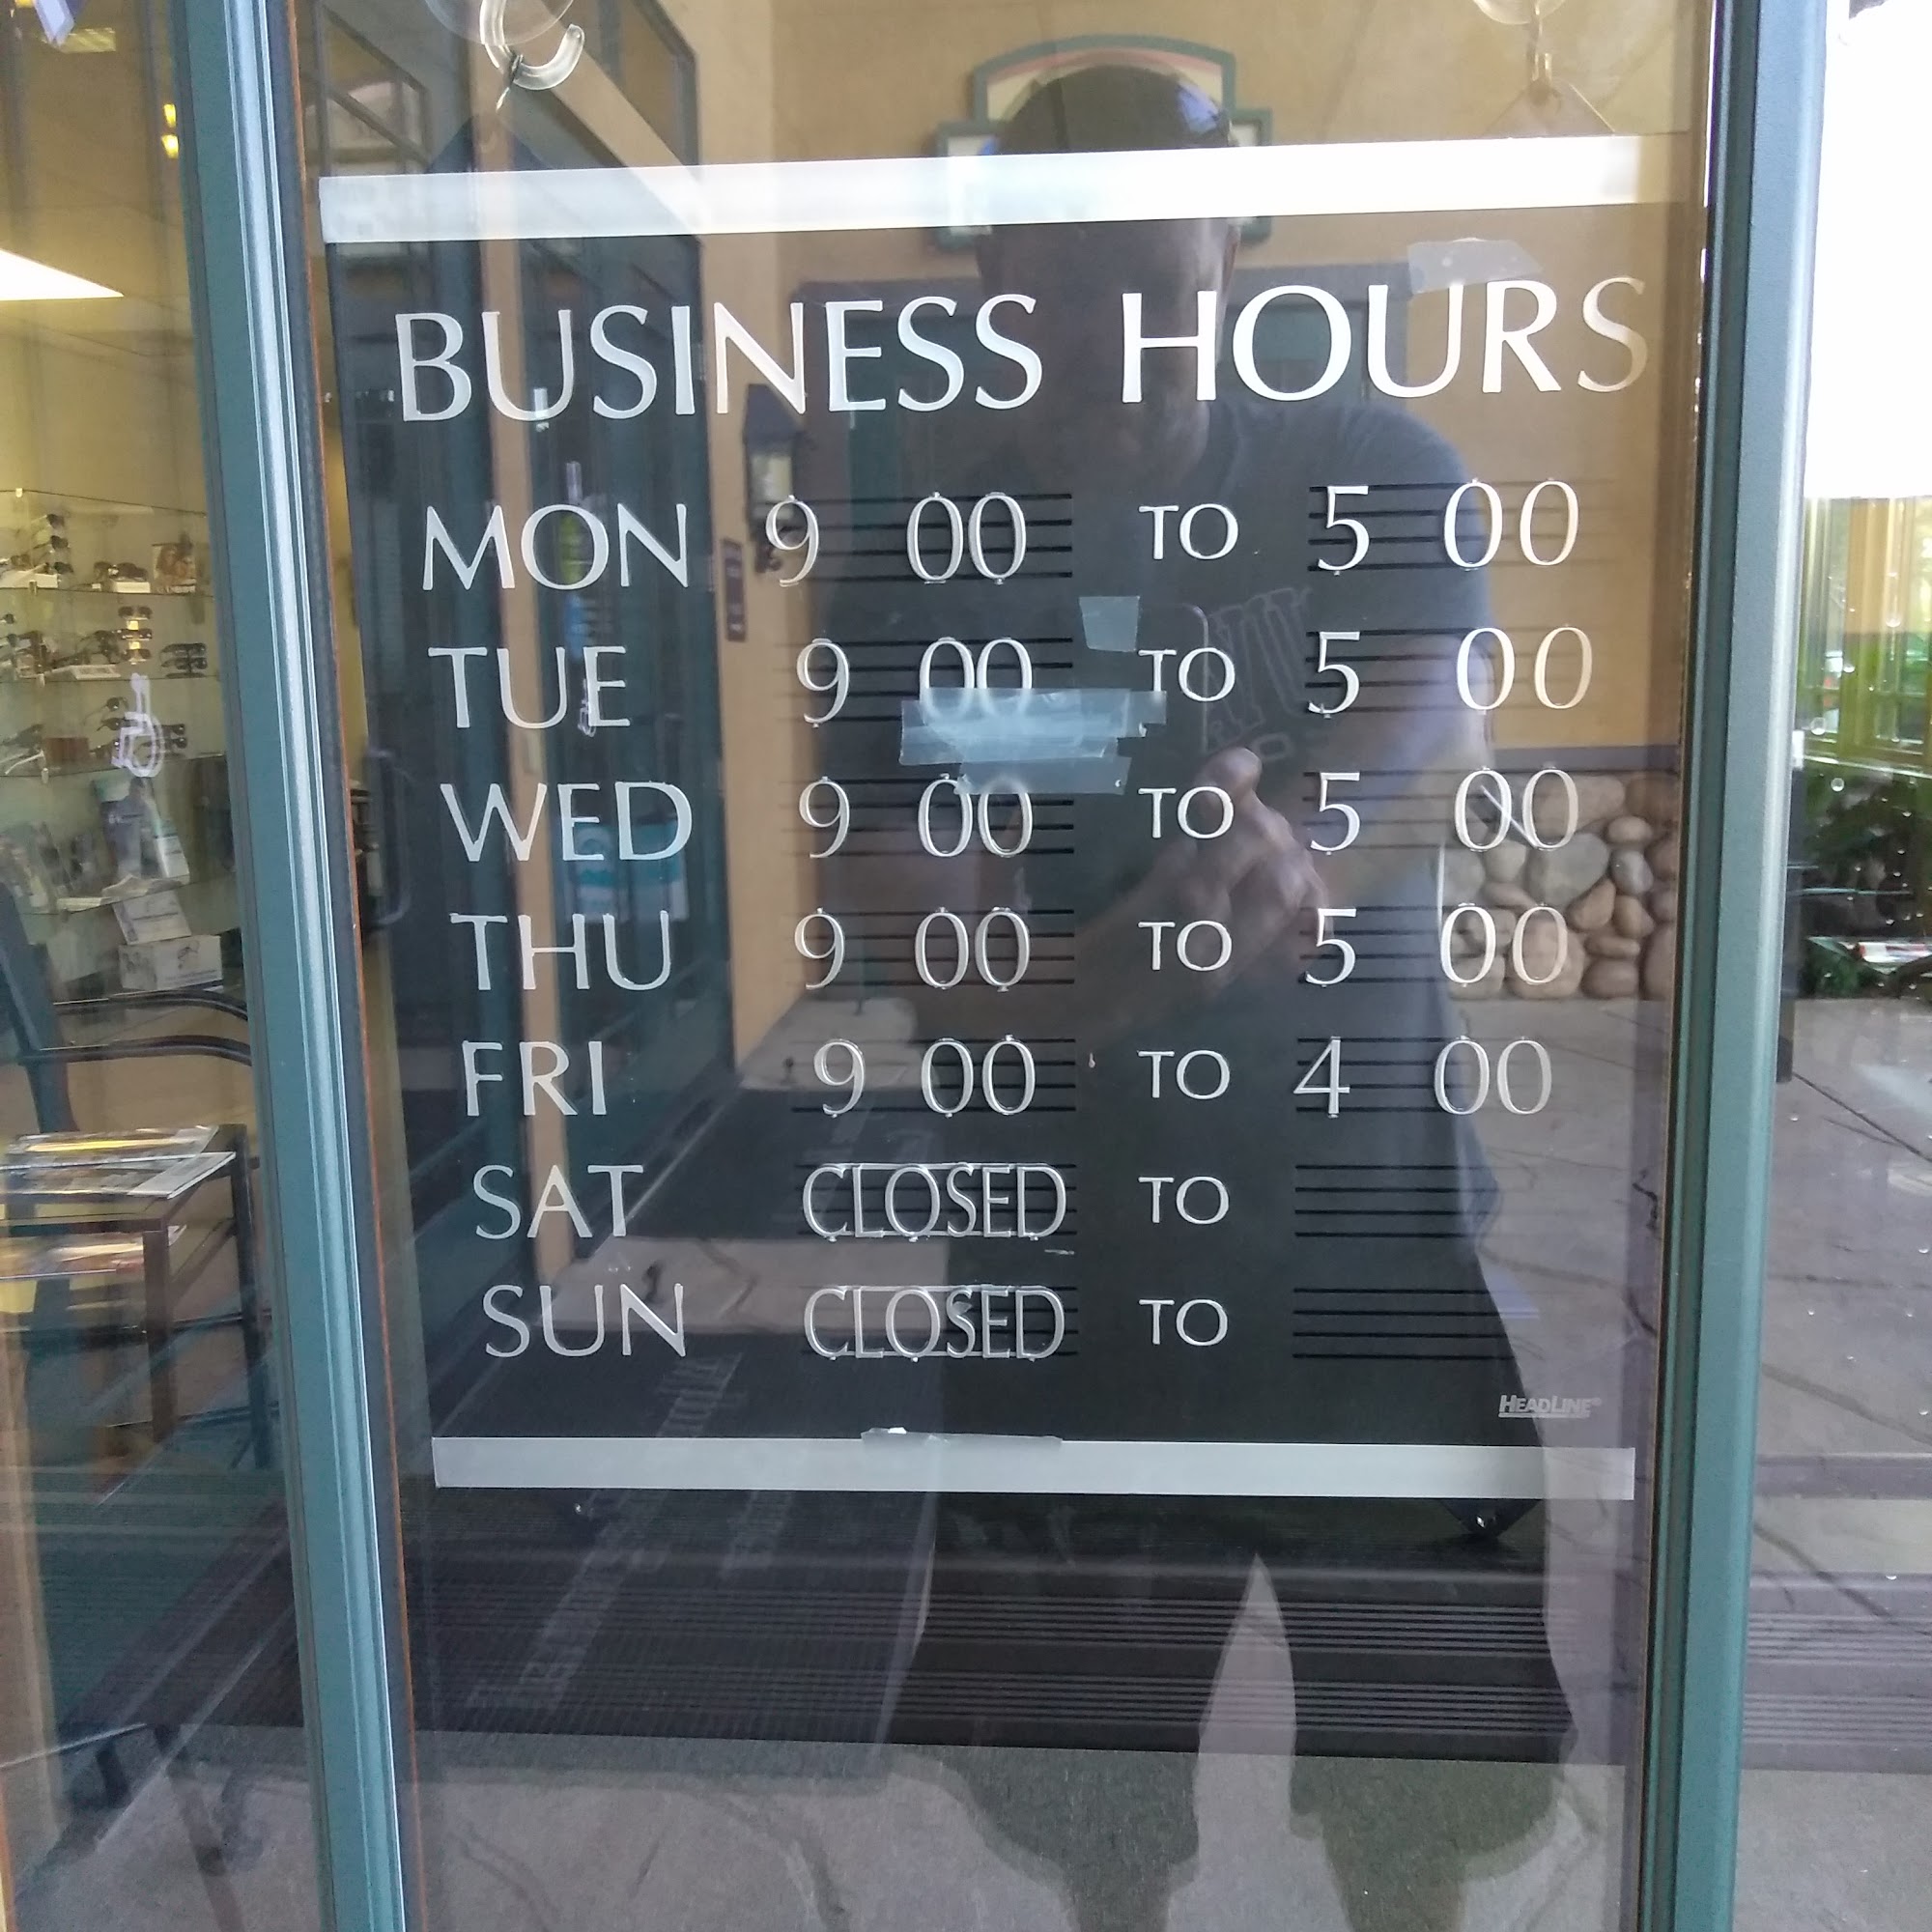 BUSINESS HOURS
MON 9 00 TO 5 00
TUE 9 00 TO 5 00
WED 9 00 TO 5 00
THU 9 00 TO 5 00
FRI 9 00 TO 4 00
SAT CLOSED TO
SUN CLOSED TO
HEADLINE®